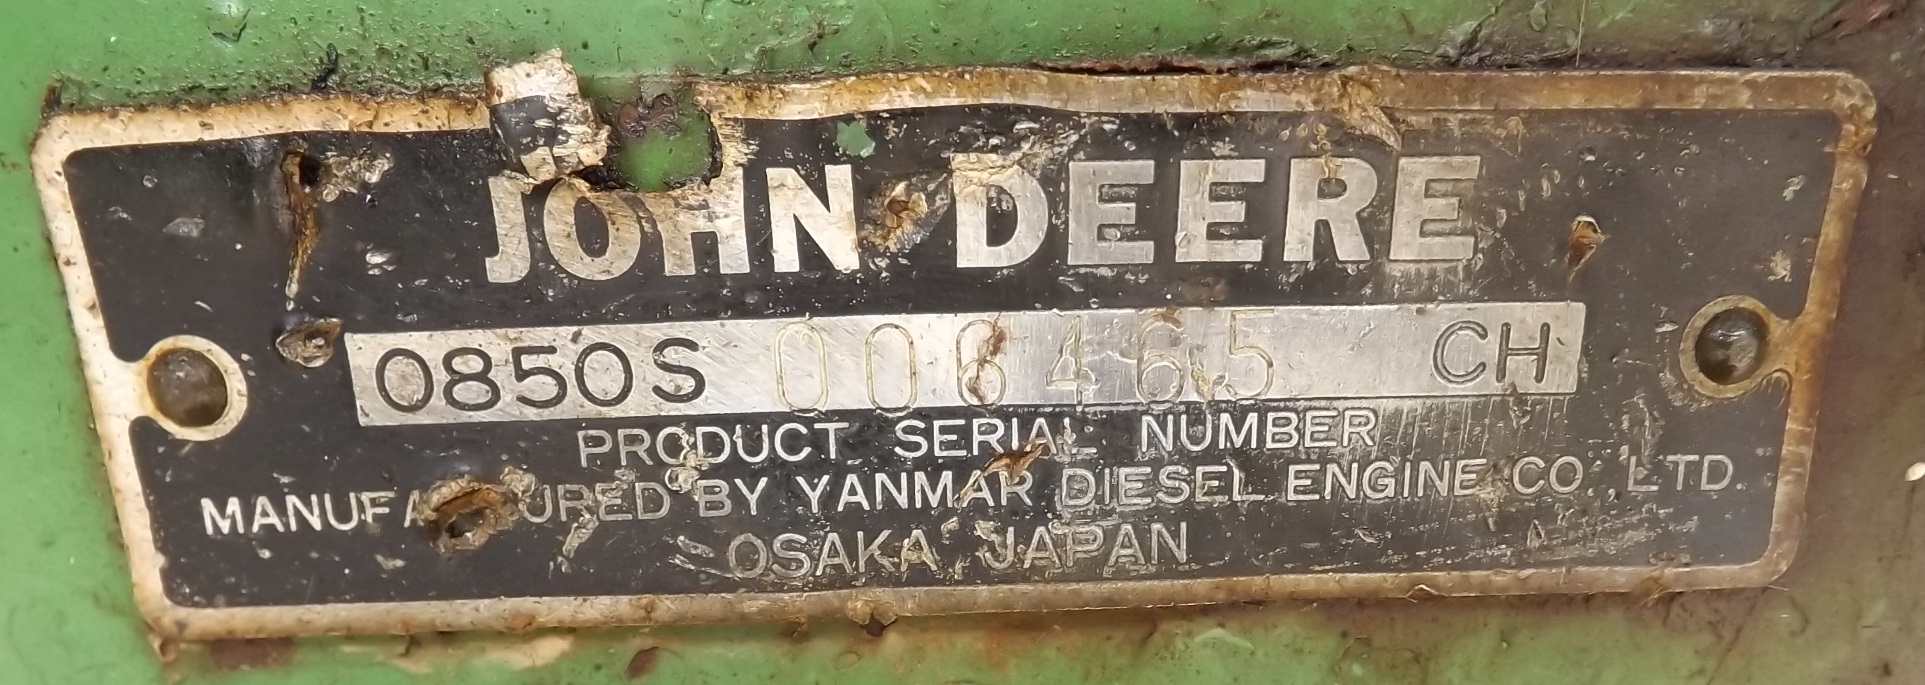 JOHN DEERE
0850S 006465 CH
PRODUCT SERIAL NUMBER
MANUFACTURED BY YANMAR DIESEL ENGINE CO., LTD.
OSAKA JAPAN